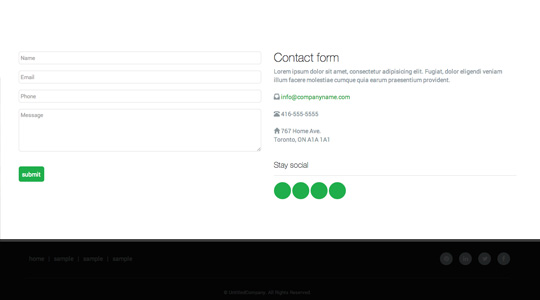 Name
Email
Phone
Message
submit
Contact form
Lorem ipsum dolor sit amet, consectetur adipisicing elit. Fugiat, dolor eligendi veniam
illum facere molestiae cumque quia earum praesentium provident.
info@companyname.com
416-555-5555
767 Home Ave.
Toronto, ON A1A 1A1
Stay social
home | sample | sample | sample
All Rights Reserved